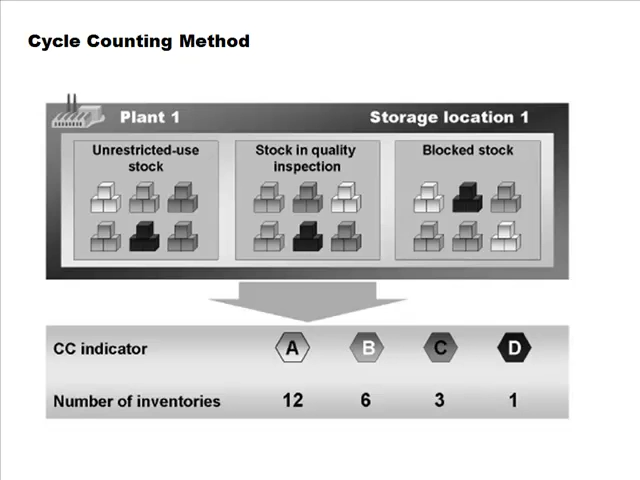 Cycle Counting Method
Plant 1
Storage location 1
Unrestricted-use
stock
Stock in quality
inspection
Blocked stock
CC indicator A B C D
Number of inventories 12 6 3 1